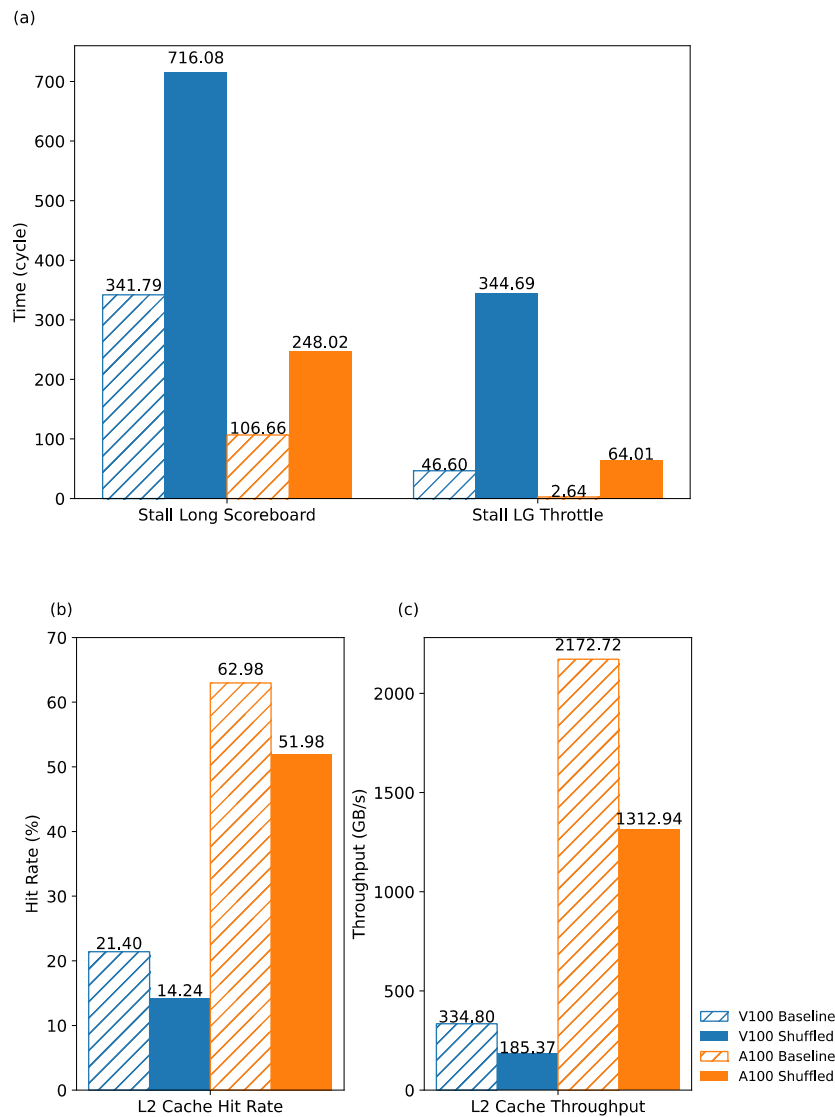 (a)
Time (cycle)
700
600
500
400
300
200
100
0
341.79
716.08
106.66
248.02
46.60
344.69
2.64
64.01
Stall Long Scoreboard
Stall LG Throttle
(b)
Hit Rate (%)
70
60
50
40
30
20
10
0
21.40
14.24
62.98
51.98
L2 Cache Hit Rate
(c)
Throughput (GB/s)
2000
1500
1000
500
0
334.80
185.37
2172.72
1312.94
L2 Cache Throughput
V100 Baseline
V100 Shuffled
A100 Baseline
A100 Shuffled